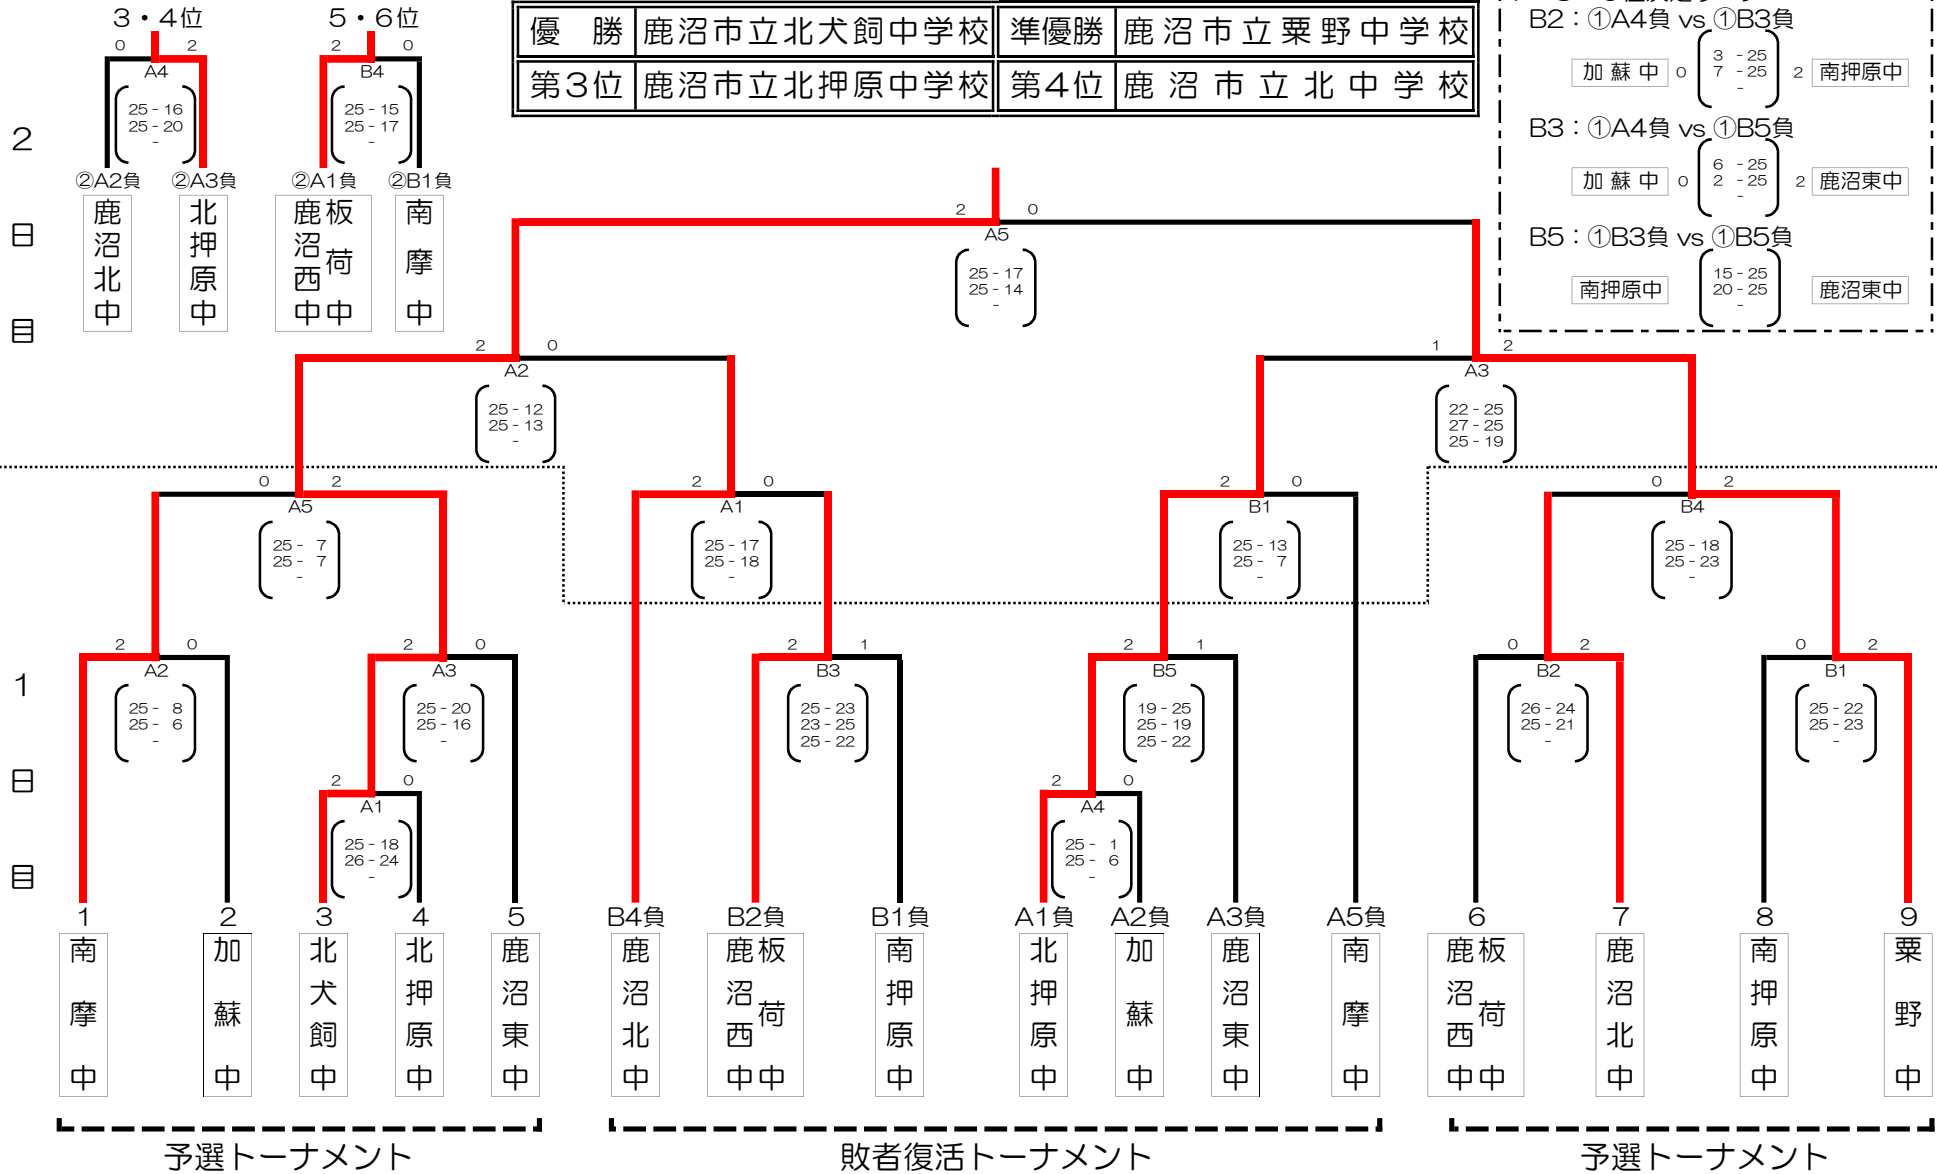 3・4位
0 2
A4
25-16
25-20
-
②A2負 ②A3負
鹿沼北中
北押原中
5・6位
2 0
B4
25-15
25-17
-
②A1負 ②B1負
鹿沼西中
板荷中
南摩中
優 勝 鹿沼市立北犬飼中学校 準優勝 鹿沼市立粟野中学校
第3位 鹿沼市立北押原中学校 第4位 鹿沼市立北中学校
B2：①A4負 vs ①B3負
加蘇中 0 3 -25 2 南押原中
7 -25
-
B3：①A4負 vs ①B5負
加蘇中 0 6 -25 2 鹿沼東中
2 -25
-
B5：①B3負 vs ①B5負
南押原中 15-25 鹿沼東中
20-25
-
2日目
2 0
A5
25-17
25-14
-
2 0
A2
25-12
25-13
-
1 2
A3
22-25
27-25
25-19
0 2
A5
25- 7
25- 7
-
2 0
A1
25-17
25-18
-
2 0
B1
25-13
25- 7
-
0 2
B4
25-18
25-23
-
1日目
2 0
A2
25- 8
25- 6
-
2 0
A3
25-20
25-16
-
2 1
B3
25-23
23-25
25-22
2 1
B5
19-25
25-19
25-22
0 2
B2
26-24
25-21
-
0 2
B1
25-22
25-23
-
2 0
A1
25-18
26-24
-
2 0
A4
25- 1
25- 6
-
1 2 3 4 5 B4負 B2負 B1負 A1負 A2負 A3負 A5負 6 7 8 9
南摩中
加蘇中
北犬飼中
北押原中
鹿沼東中
鹿沼北中
鹿沼西中
板荷中
南押原中
北押原中
加蘇中
鹿沼東中
南摩中
鹿沼西中
板荷中
鹿沼北中
南押原中
粟野中
予選トーナメント 敗者復活トーナメント 予選トーナメント